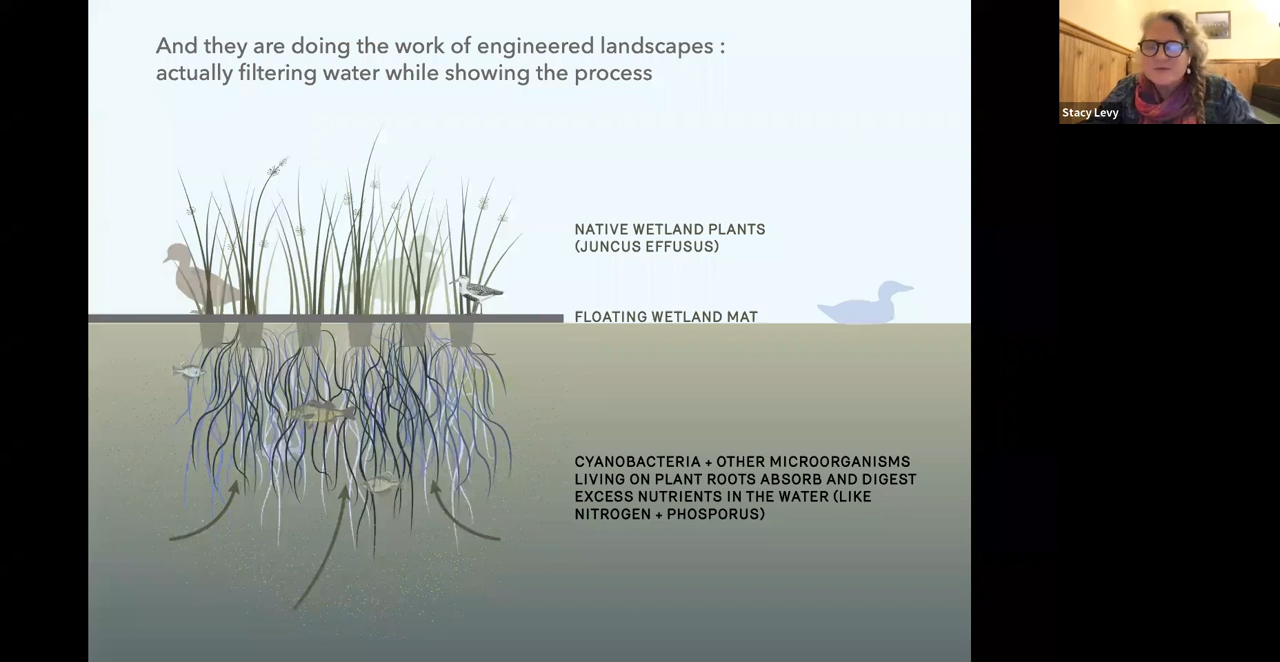 And they are doing the work of engineered landscapes :
actually filtering water while showing the process
Stacy Levy
NATIVE WETLAND PLANTS
(JUNCUS EFFUSUS)
FLOATING WETLAND MAT
CYANOBACTERIA + OTHER MICROORGANISMS
LIVING ON PLANT ROOTS ABSORB AND DIGEST
EXCESS NUTRIENTS IN THE WATER (LIKE
NITROGEN + PHOSPORUS)